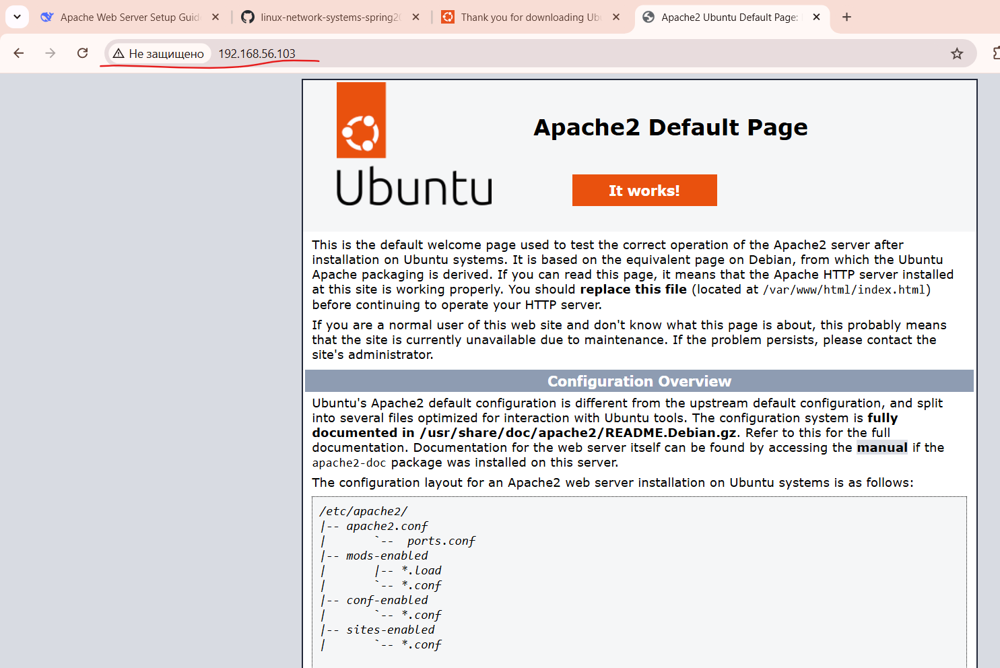 Apache Web Server Setup Guid
linux-network-systems-spring20
Thank you for downloading Ubu
Apache2 Ubuntu Default Page:
Не защищено
192.168.56.103
Ubuntu
Apache2 Default Page
It works!
This is the default welcome page used to test the correct operation of the Apache2 server after
installation on Ubuntu systems. It is based on the equivalent page on Debian, from which the Ubuntu
Apache packaging is derived. If you can read this page, it means that the Apache HTTP server installed
at this site is working properly. You should replace this file (located at /var/www/html/index.html)
before continuing to operate your HTTP server.
If you are a normal user of this web site and don't know what this page is about, this probably means
that the site is currently unavailable due to maintenance. If the problem persists, please contact the
site's administrator.
Configuration Overview
Ubuntu's Apache2 default configuration is different from the upstream default configuration, and split
into several files optimized for interaction with Ubuntu tools. The configuration system is fully
documented in /usr/share/doc/apache2/README.Debian.gz. Refer to this for the full
documentation. Documentation for the web server itself can be found by accessing the manual if the
apache2-doc package was installed on this server.
The configuration layout for an Apache2 web server installation on Ubuntu systems is as follows:
/etc/apache2/
|-- apache2.conf
|       `--  ports.conf
|-- mods-enabled
|       |-- *.load
|       `-- *.conf
|-- conf-enabled
|       `-- *.conf
|-- sites-enabled
|       `-- *.conf